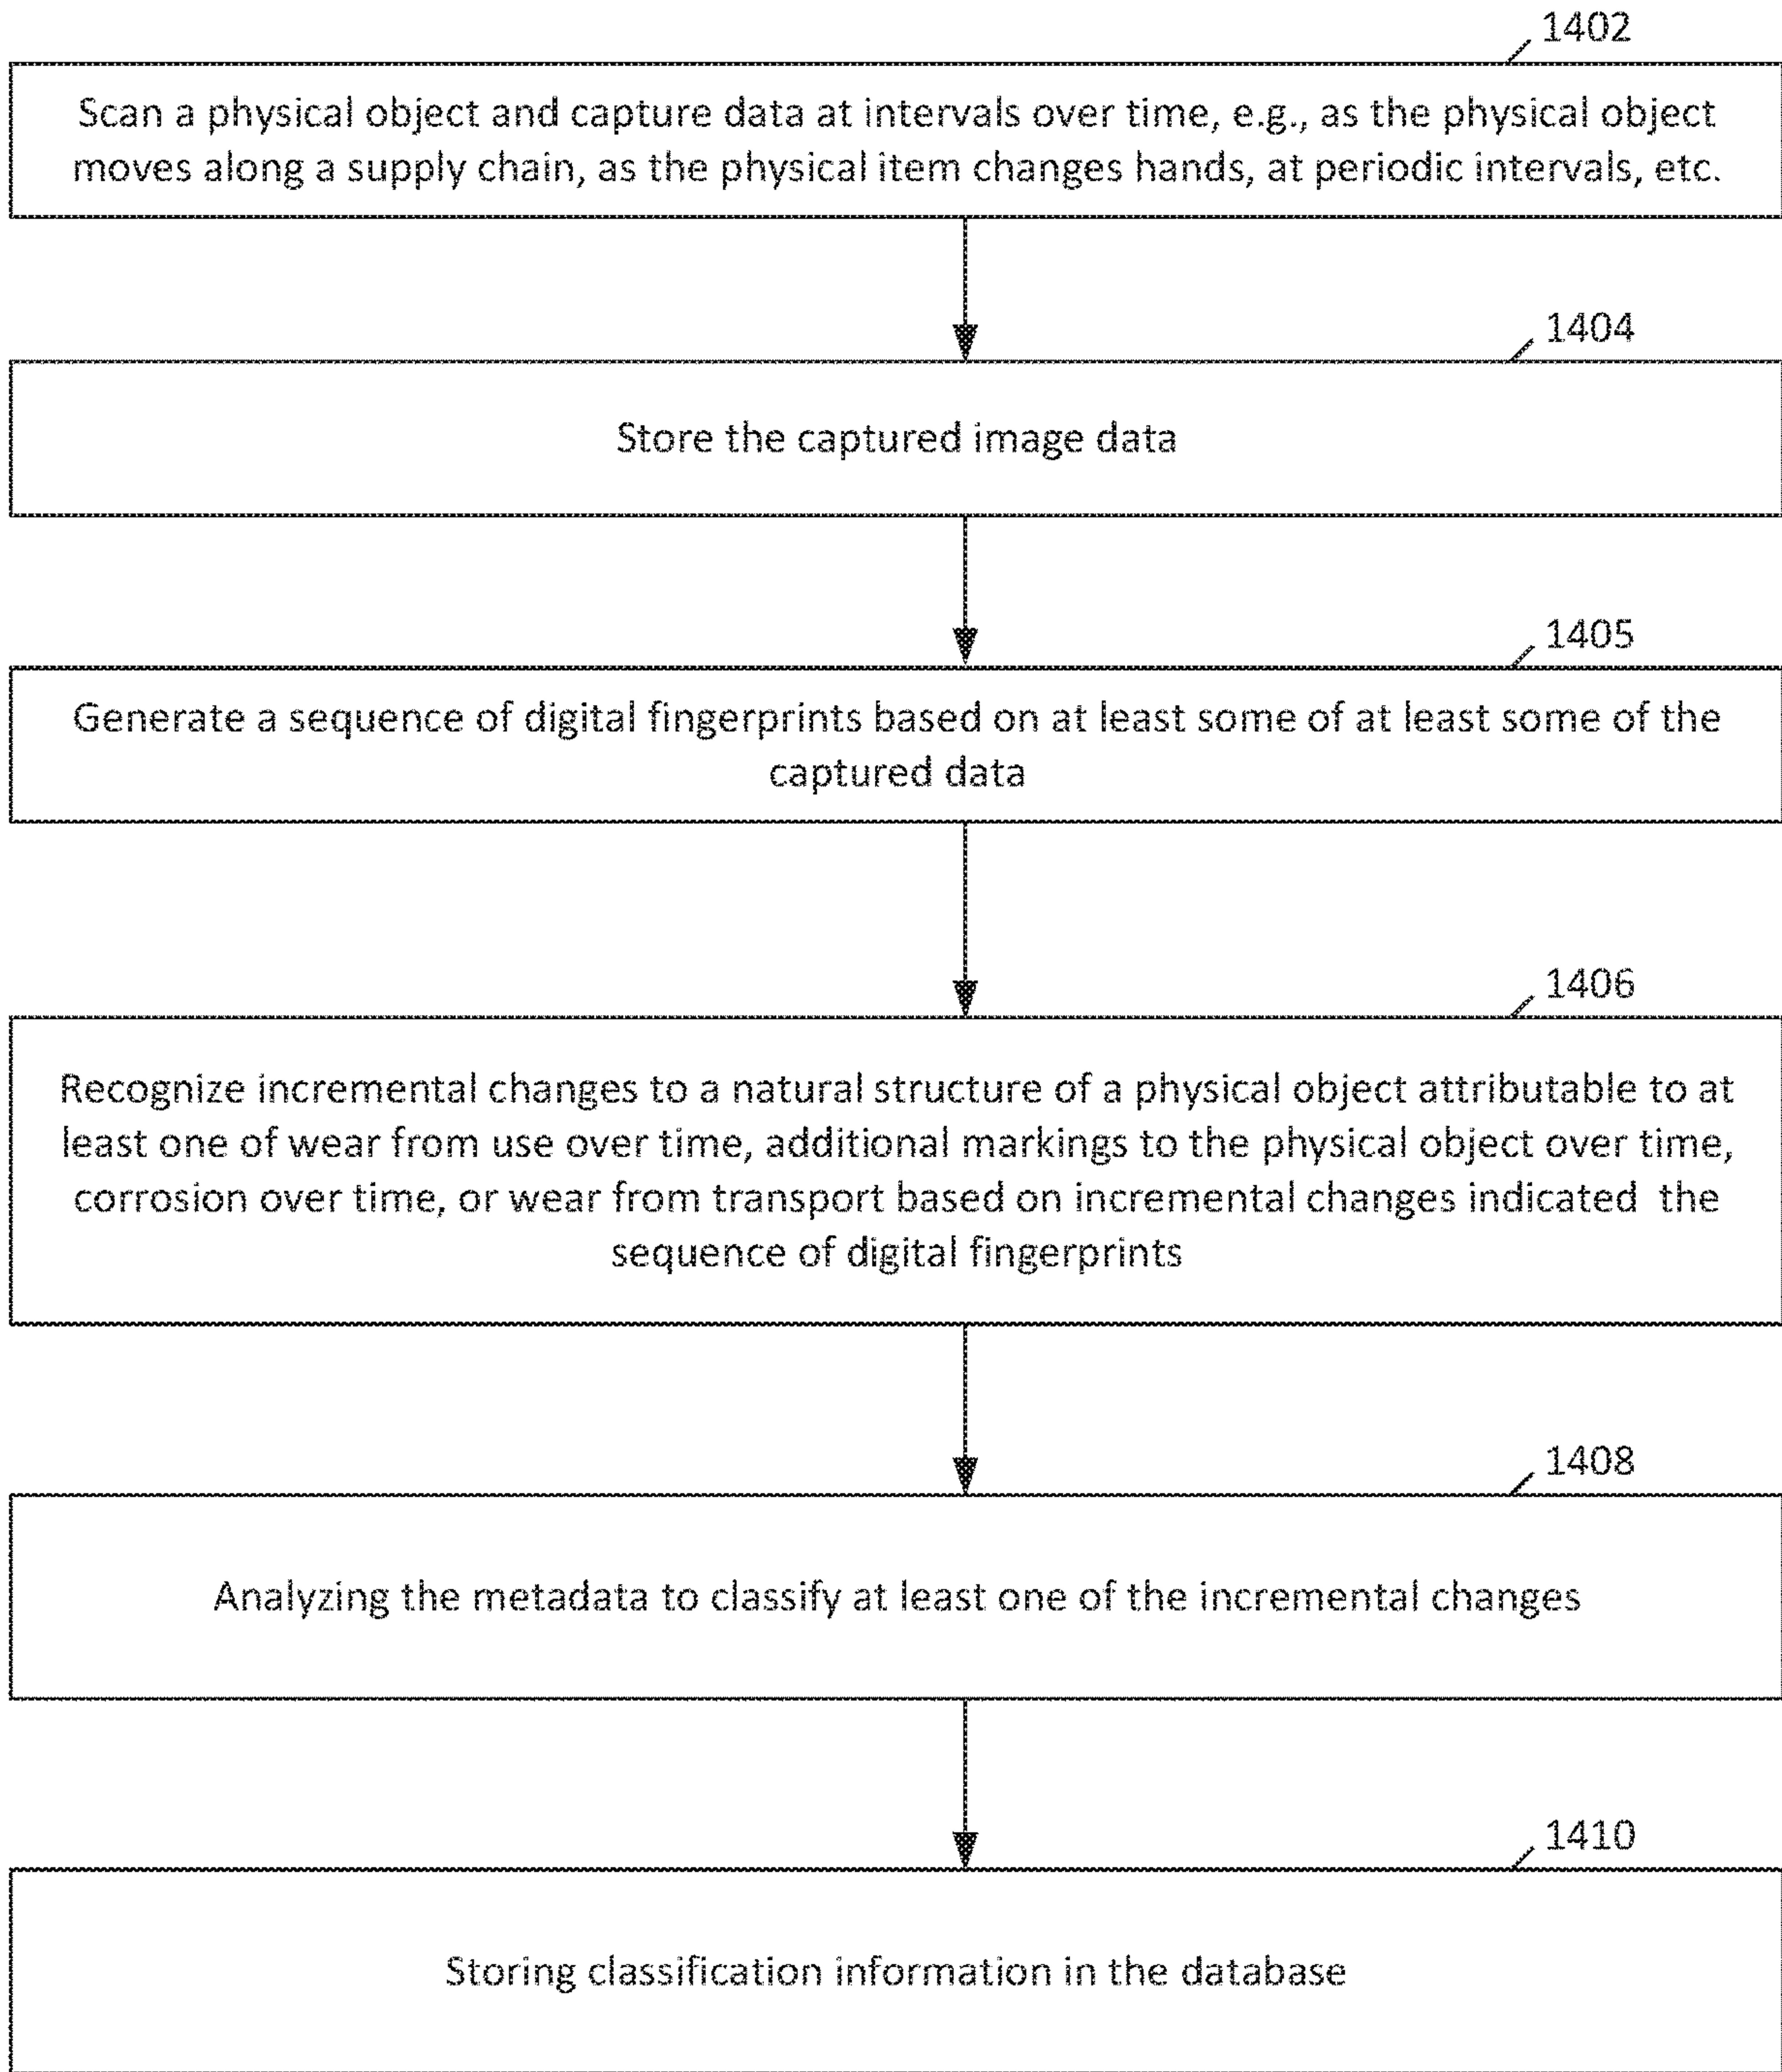 1402
Scan a physical object and capture data at intervals over time, e.g., as the physical object
moves along a supply chain, as the physical item changes hands, at periodic intervals, etc.
1404
Store the captured image data
1405
Generate a sequence of digital fingerprints based on at least some of at least some of the
captured data
1406
Recognize incremental changes to a natural structure of a physical object attributable to at
least one of wear from use over time, additional markings to the physical object over time,
corrosion over time, or wear from transport based on incremental changes indicated  the
sequence of digital fingerprints
1408
Analyzing the metadata to classify at least one of the incremental changes
1410
Storing classification information in the database